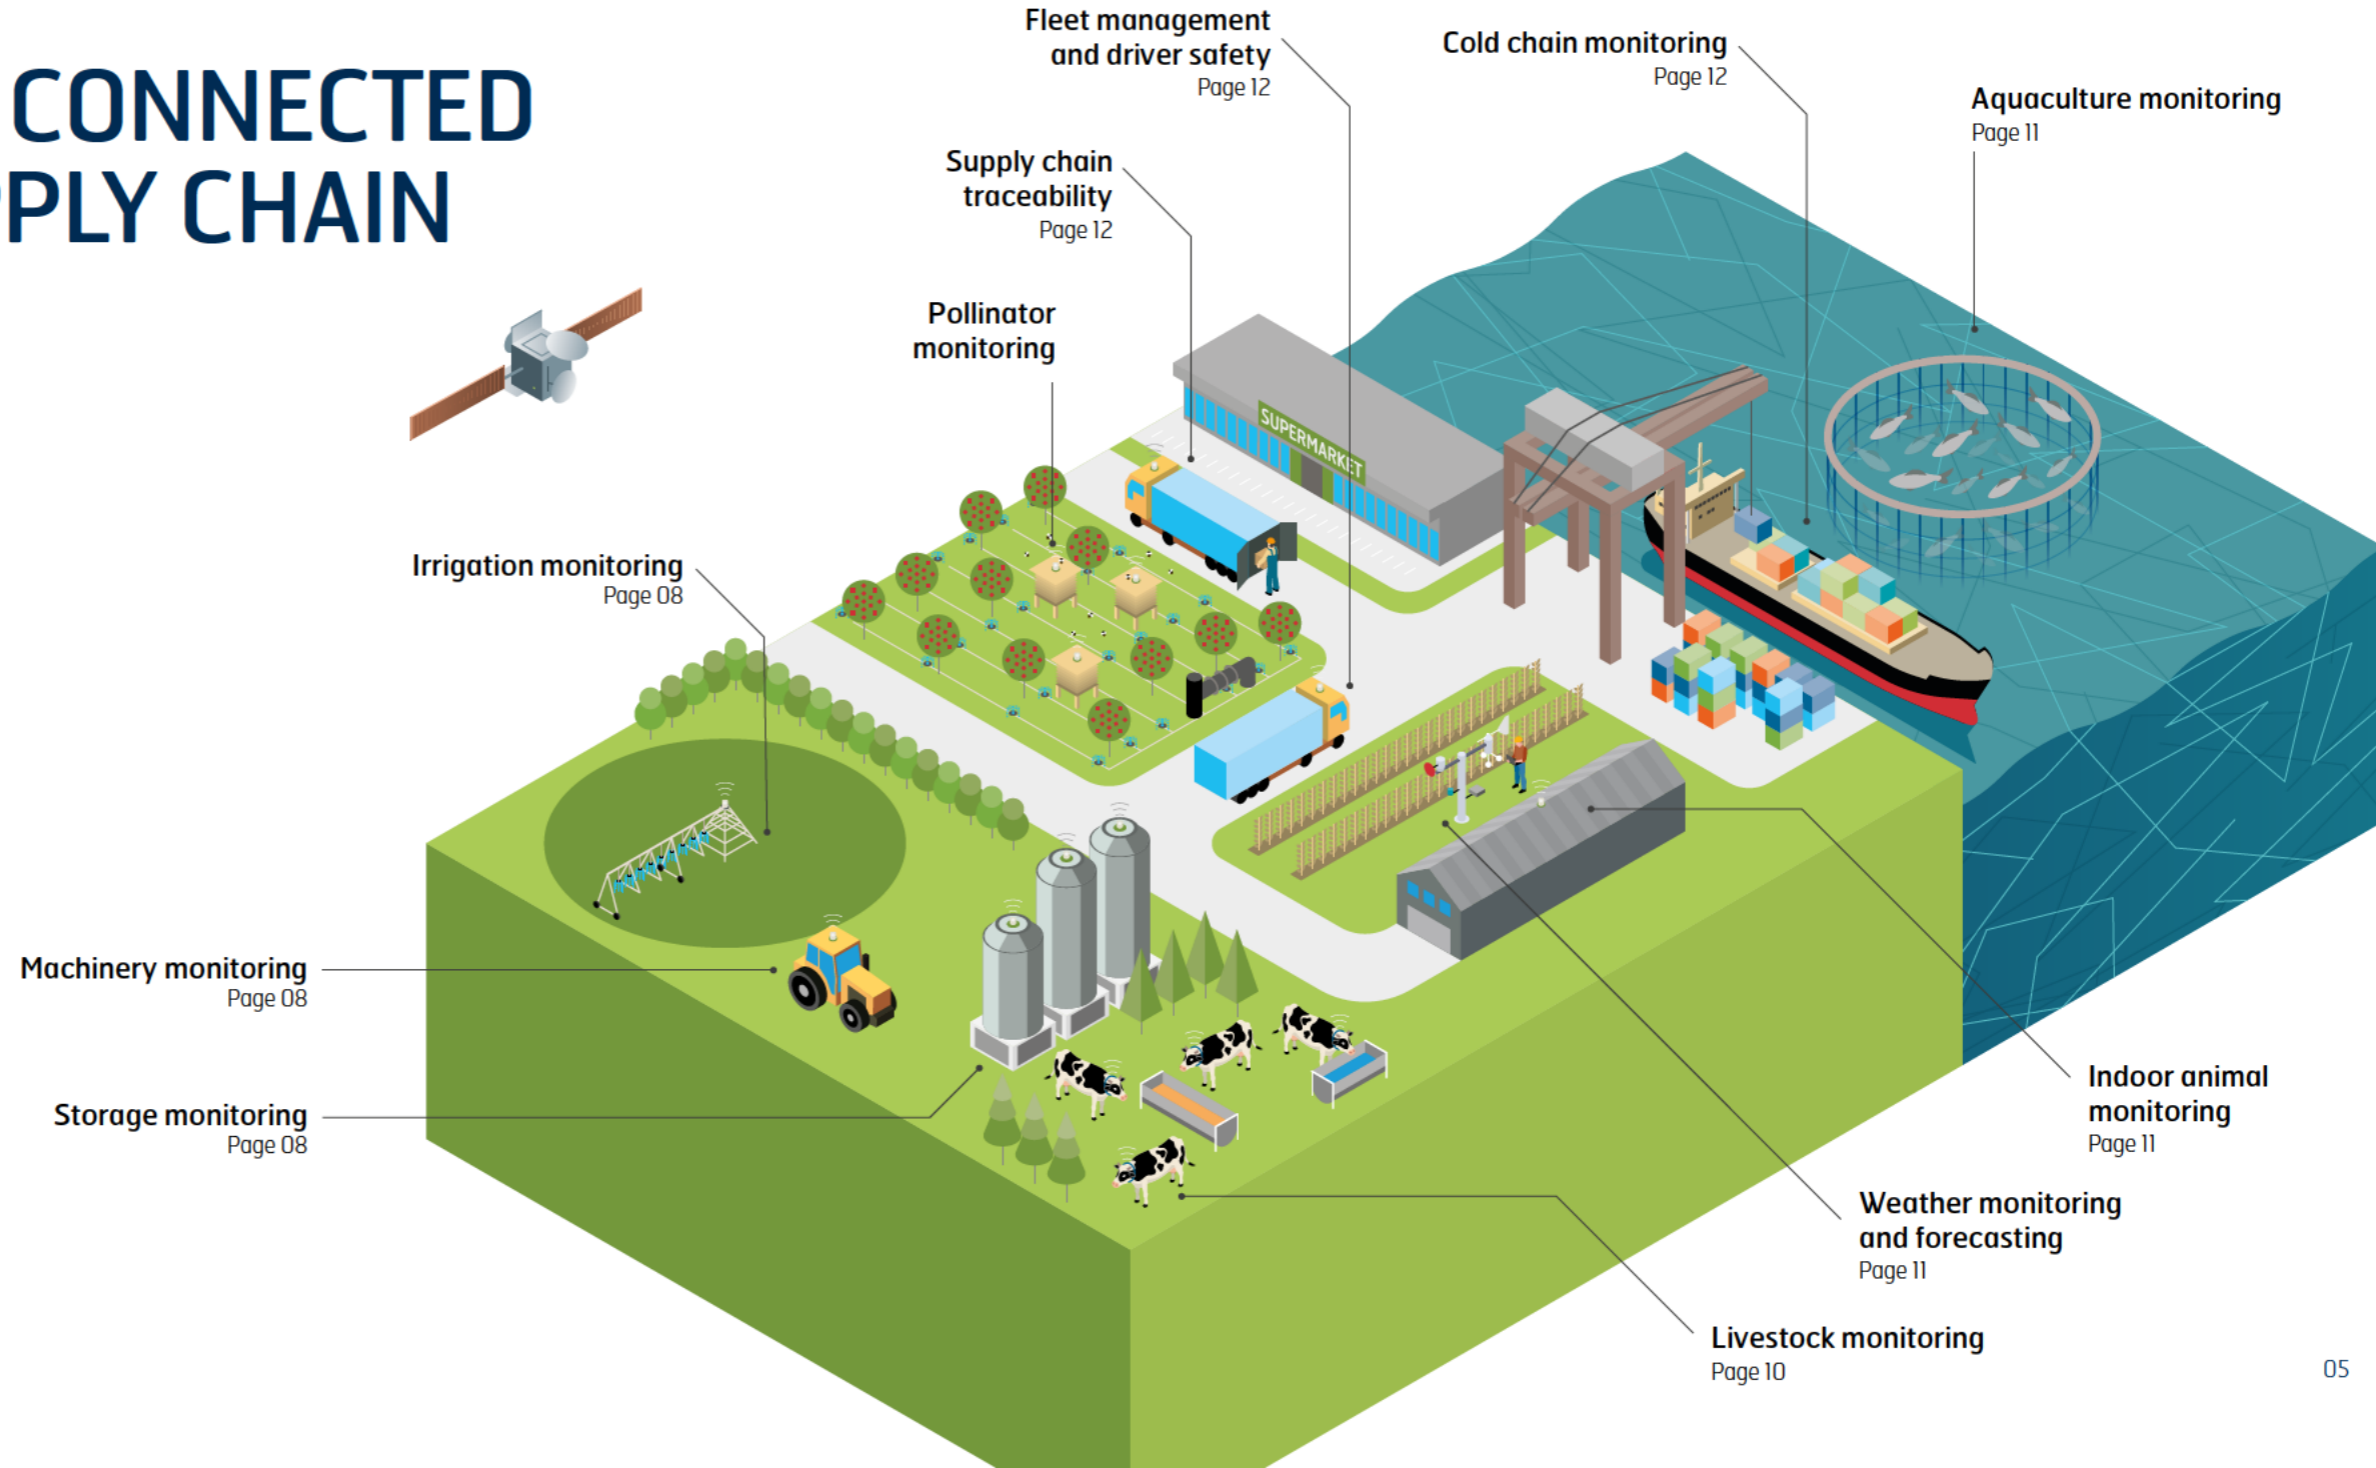 CONNECTED
PLY CHAIN
Fleet management
and driver safety
Page 12
Cold chain monitoring
Page 12
Aquaculture monitoring
Page 11
Supply chain
traceability
Page 12
Pollinator
monitoring
SUPERMARKET
Irrigation monitoring
Page 08
Machinery monitoring
Page 08
Storage monitoring
Page 08
Indoor animal
monitoring
Page 11
Weather monitoring
and forecasting
Page 11
Livestock monitoring
Page 10
05